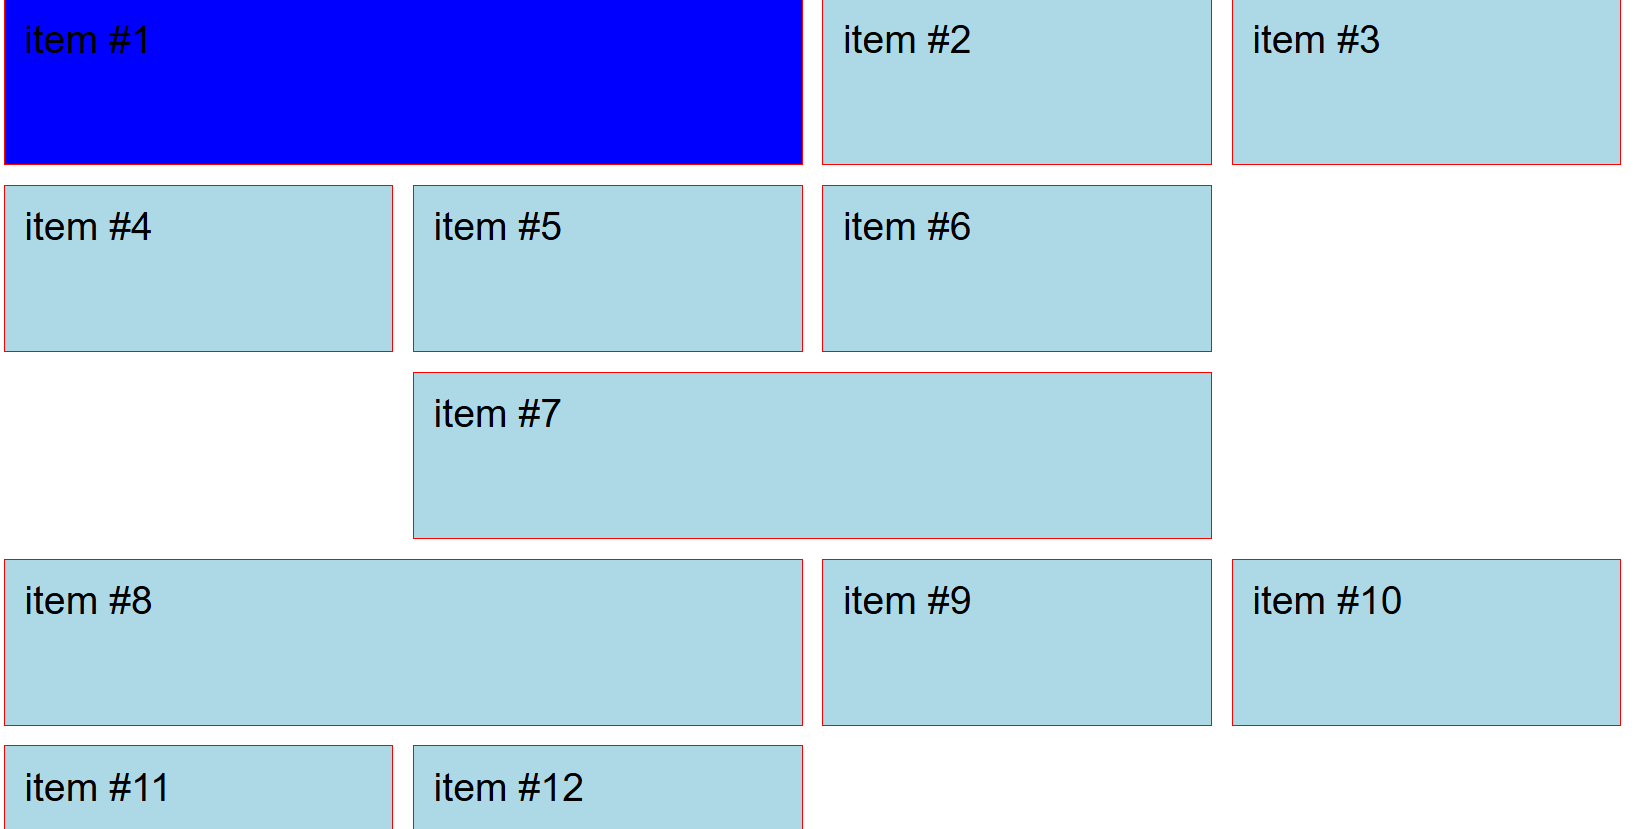 item #1
item #2
item #3
item #4
item #5
item #6
item #7
item #8
item #9
item #10
item #11
item #12